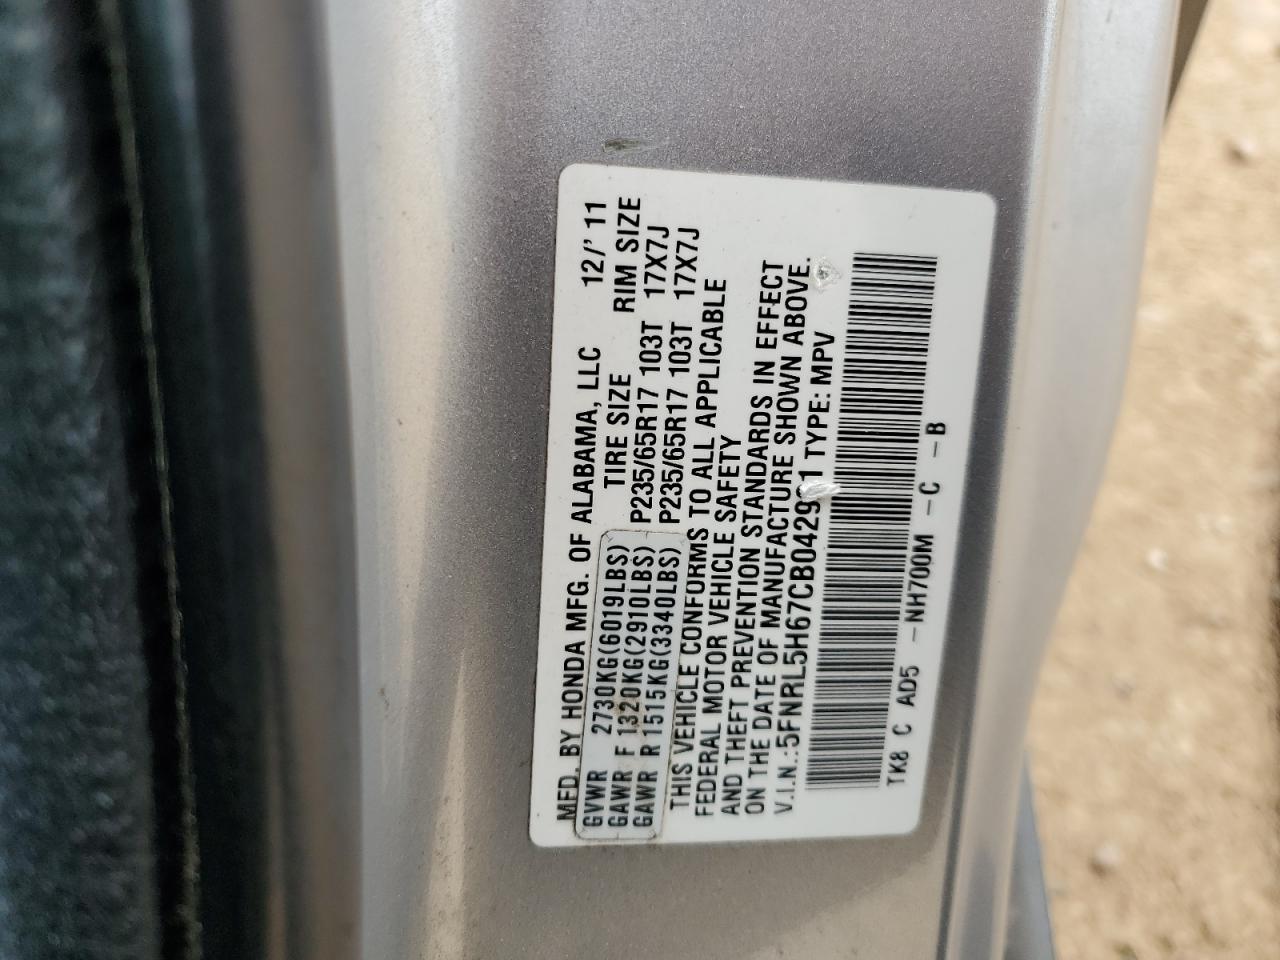 MFD. BY HONDA MFG. OF ALABAMA, LLC 12/' 11
TIRE SIZE RIM SIZE
GVWR 2730KG(6019LBS)
GAWR F 1320KG(2910LBS) P235/65R17 103T 17X7J
GAWR R 1515KG(3340LBS) P235/65R17 103T 17X7J
THIS VEHICLE CONFORMS TO ALL APPLICABLE
FEDERAL MOTOR VEHICLE SAFETY
AND THEFT PREVENTION STANDARDS IN EFFECT
ON THE DATE OF MANUFACTURE SHOWN ABOVE.
V.I.N.: TYPE: MPV
TK8 C AD5 -NH700M -C -B